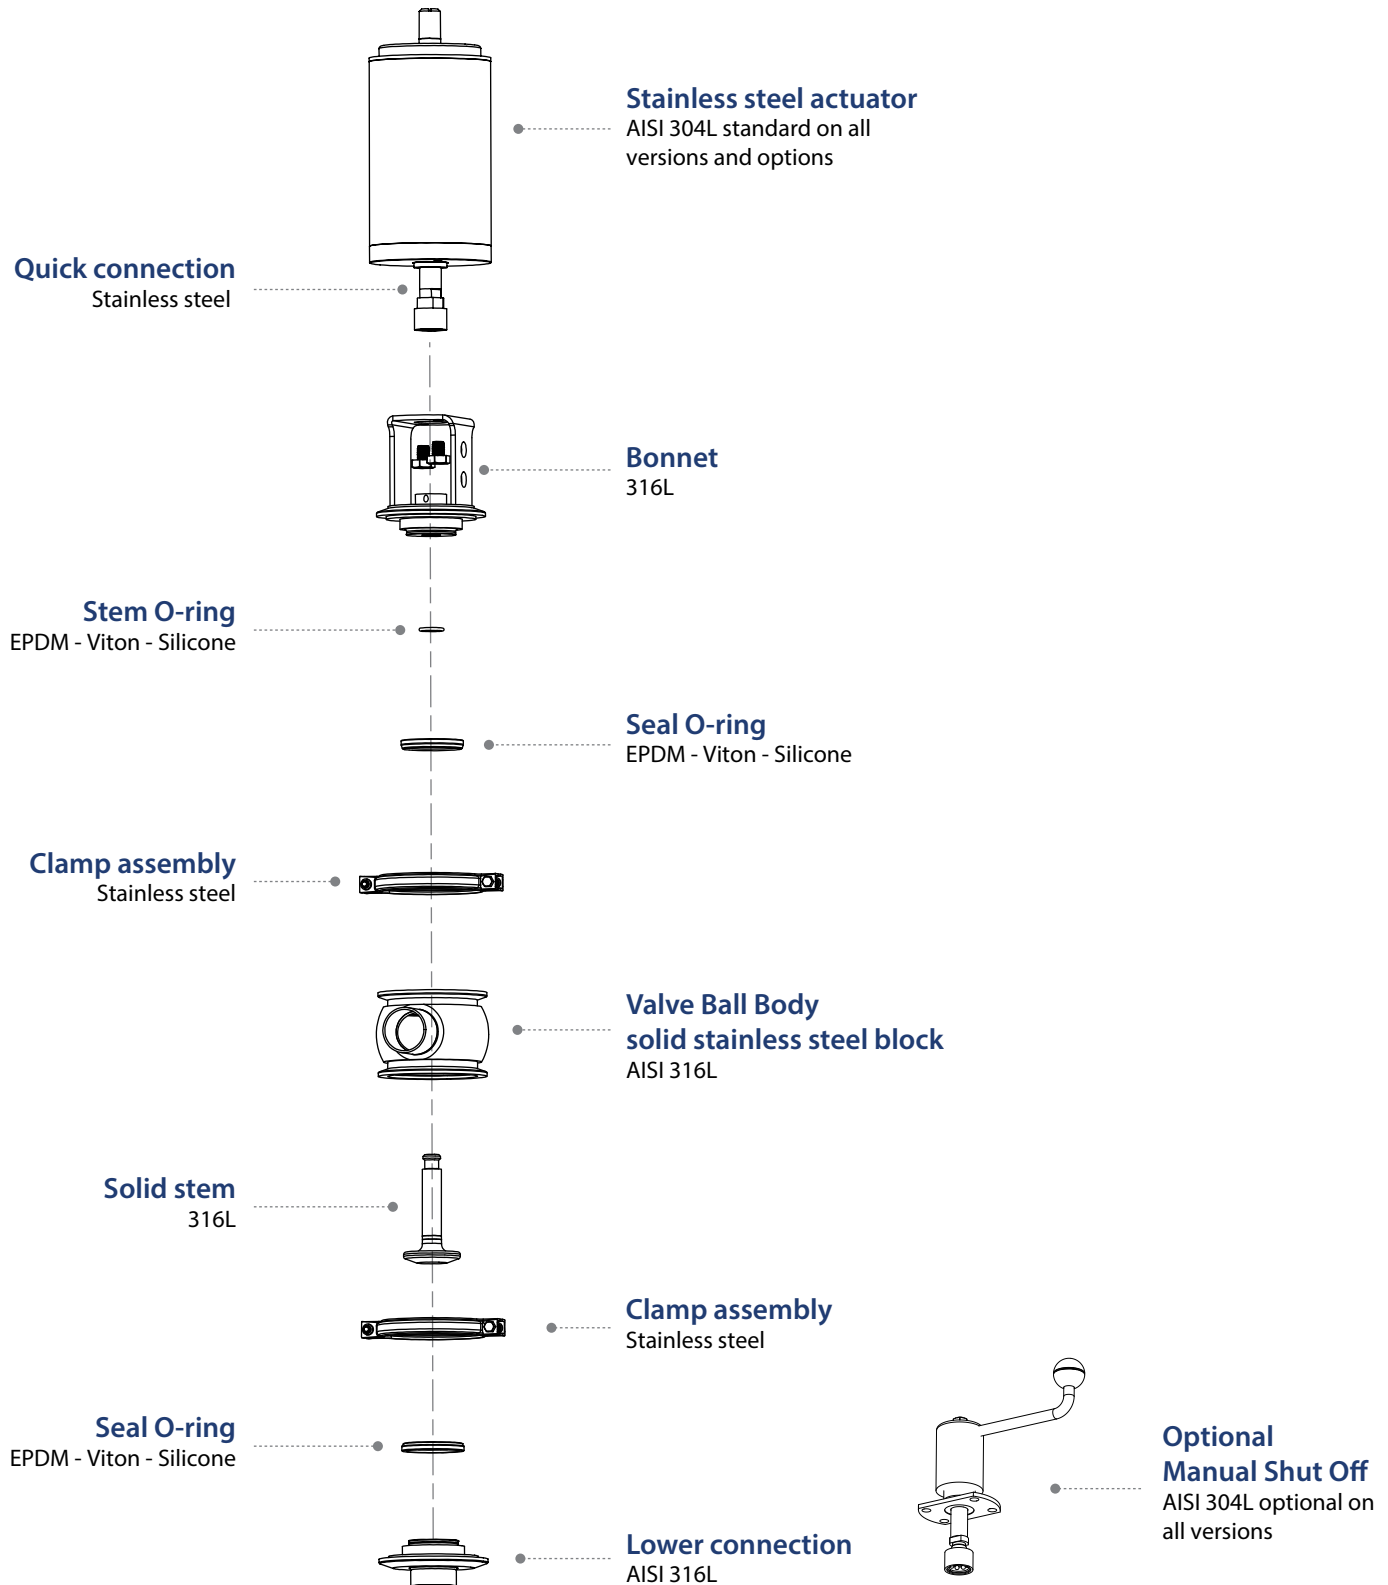 Stainless steel actuator
AISI 304L standard on all
versions and options
Quick connection
Stainless steel
Bonnet
316L
Stem O-ring
EPDM - Viton - Silicone
Seal O-ring
EPDM - Viton - Silicone
Clamp assembly
Stainless steel
Valve Ball Body
solid stainless steel block
AISI 316L
Solid stem
316L
Clamp assembly
Stainless steel
Seal O-ring
EPDM - Viton - Silicone
Optional
Manual Shut Off
AISI 304L optional on
all versions
Lower connection
AISI 316L